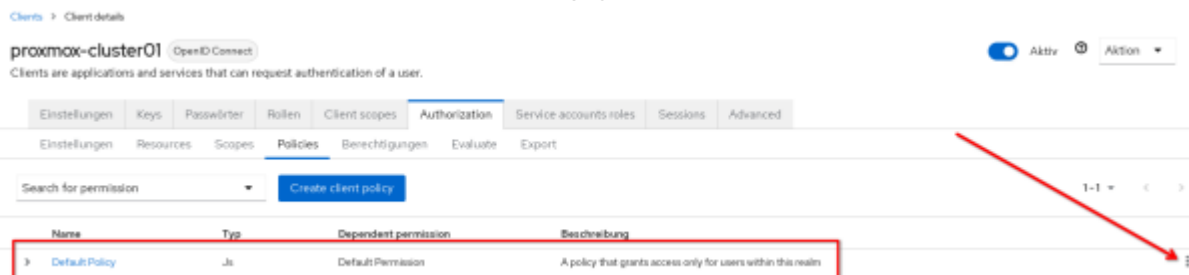 Clients > Client details
proxmox-cluster01 OpenID Connect Aktiv Aktion
Clients are applications and services that can request authentication of a user.
Einstellungen Keys Passwörter Rollen Client scopes Authorization Service accounts roles Sessions Advanced
Einstellungen Resources Scopes Policies Berechtigungen Evaluate Export
Search for permission Create client policy 1-1
Name Typ Dependent permission Beschreibung
Default Policy Js Default Permission A policy that grants access only for users within this realm